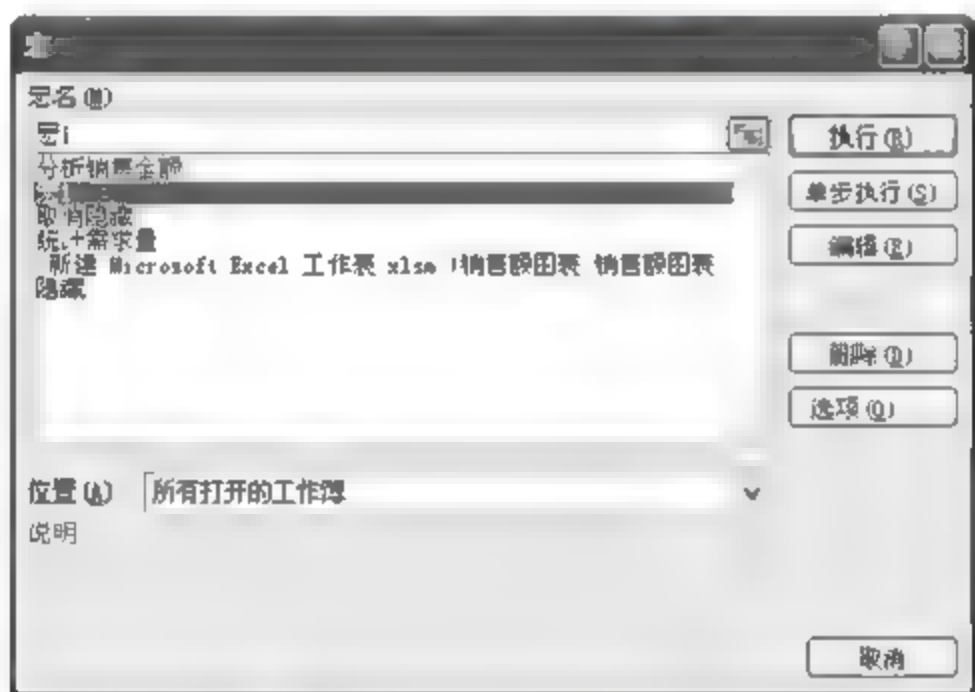 宏
宏名(M)
宏1
执行(R)
分析销售金额
单步执行(S)
取消隐藏
统计需求量
编辑(E)
新建 Microsoft Excel 工作表 xlsm !销售额图表 销售额图表
隐藏
删除(D)
选项(O)
位置(A) 所有打开的工作簿
说明
取消